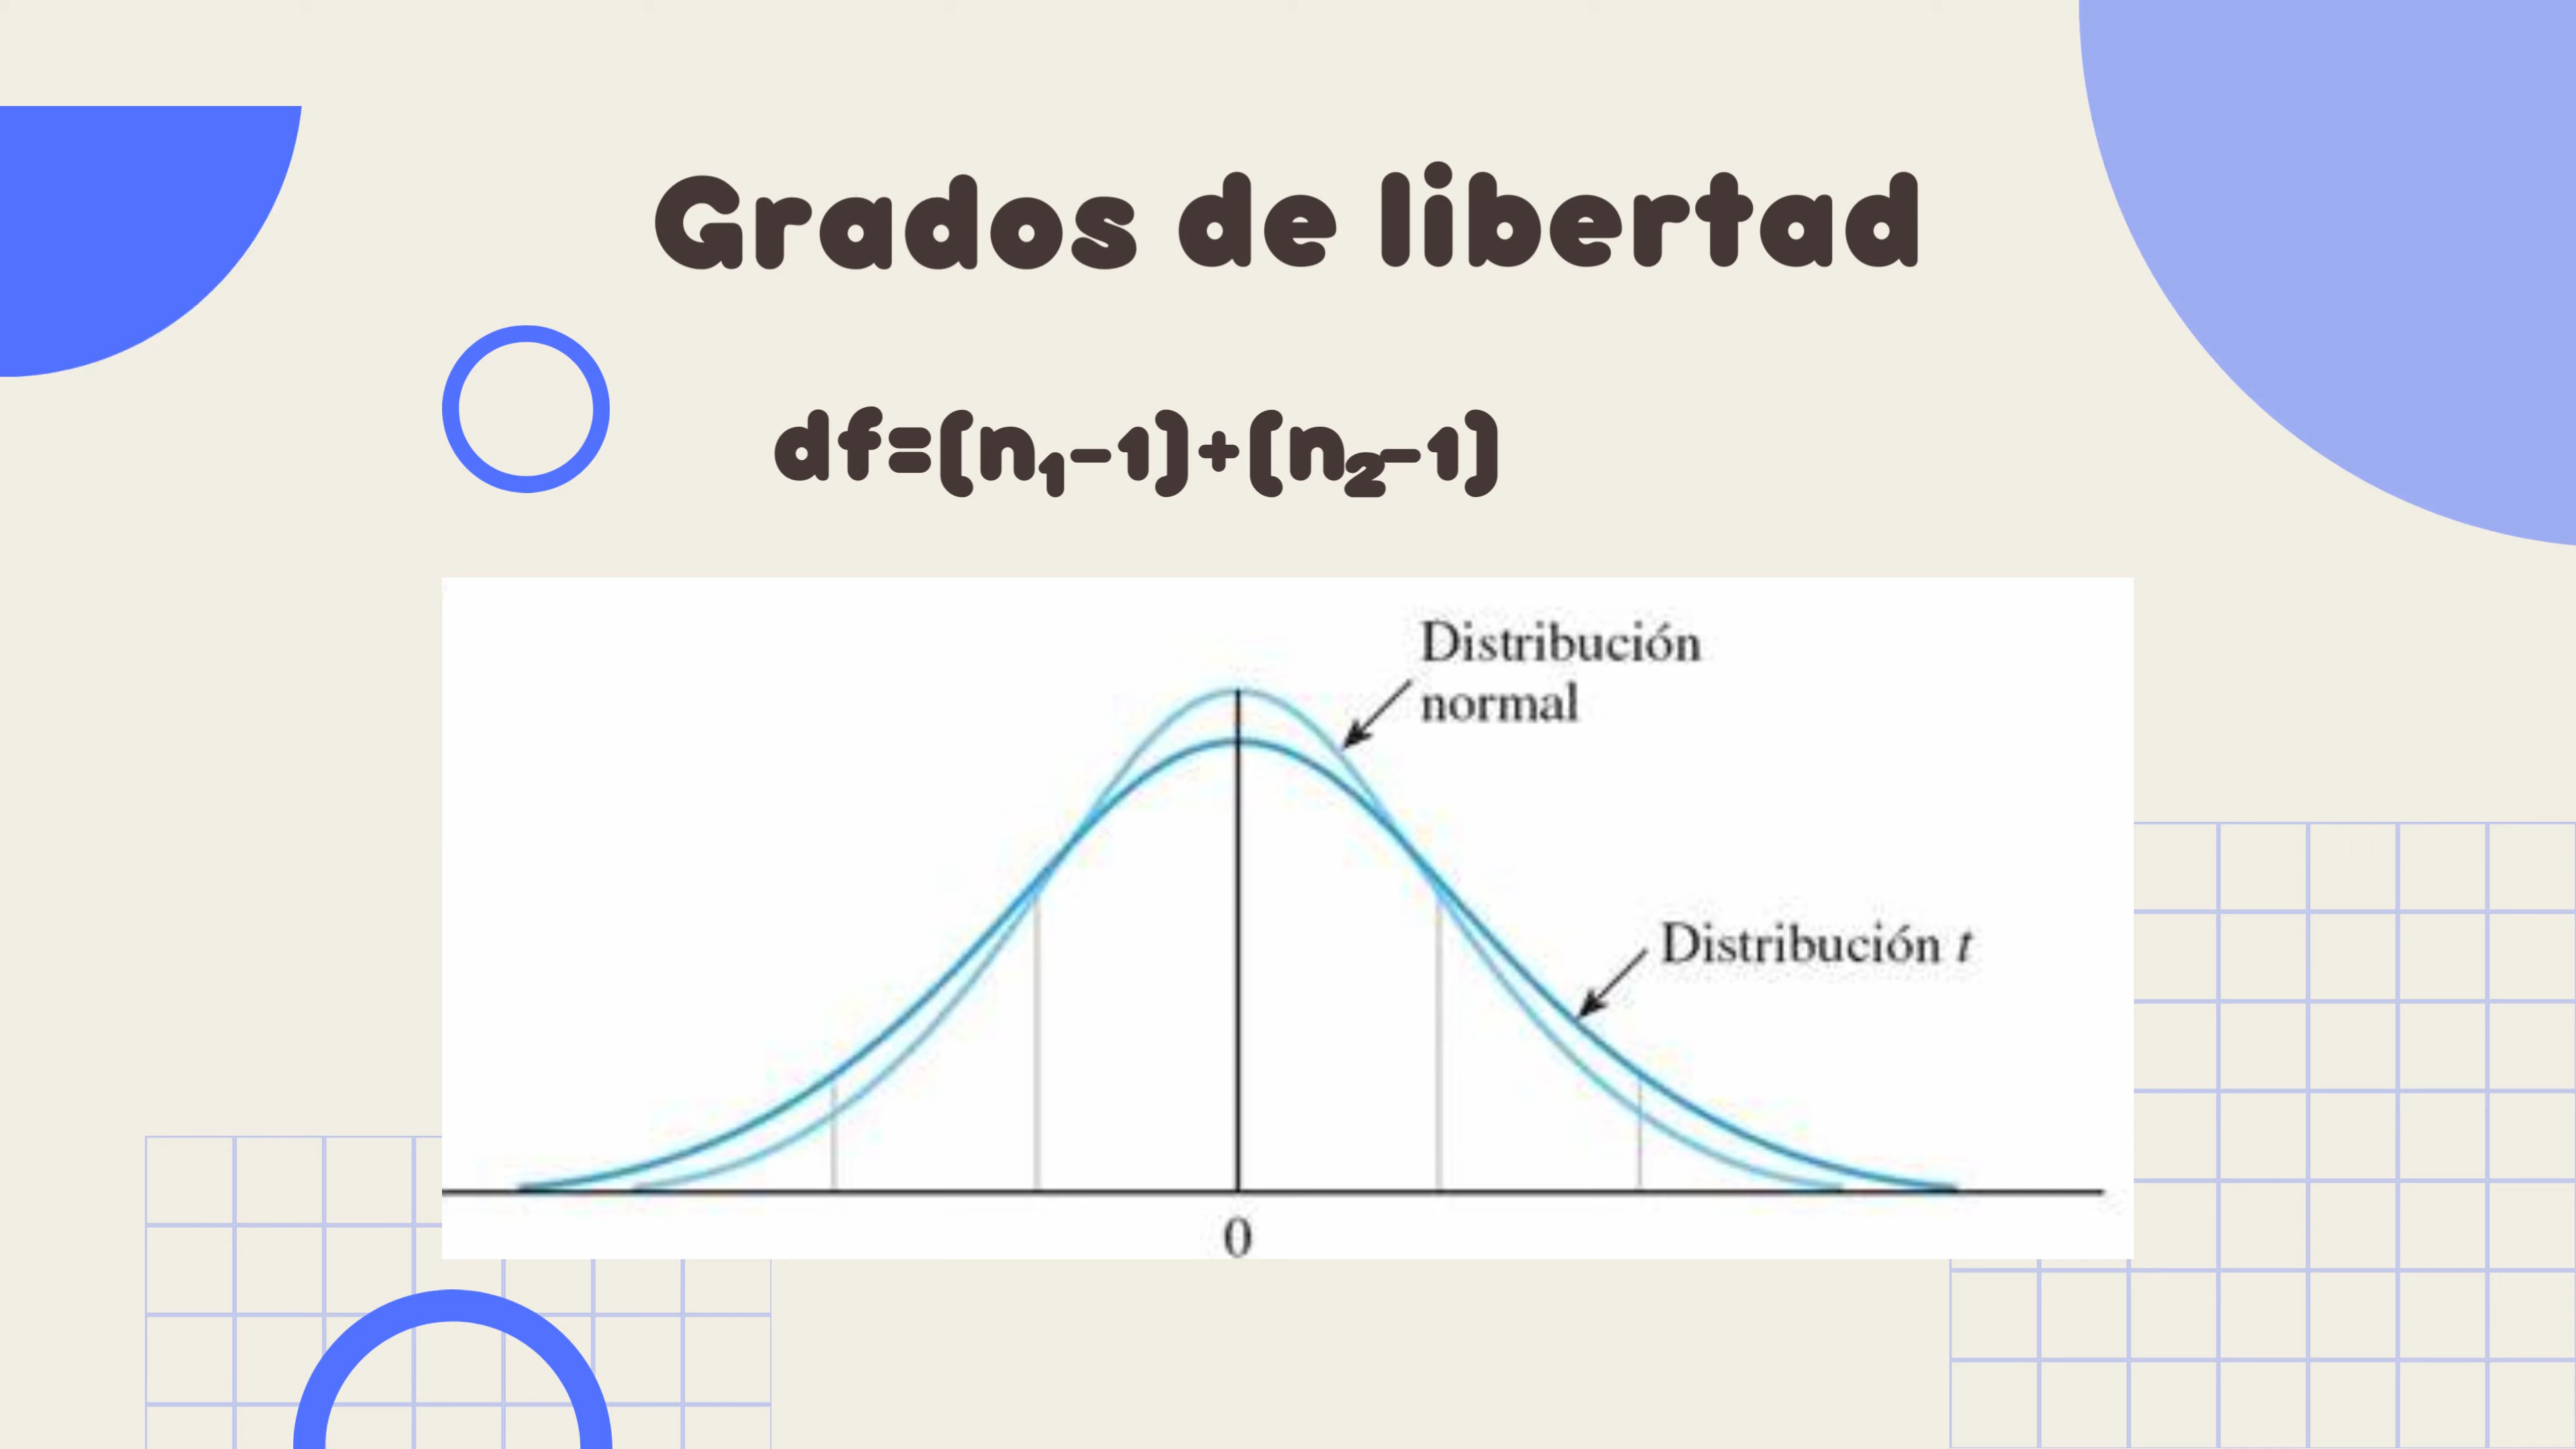 Grados de libertad
df=(n₁-1)+(n₂-1)
Distribución
normal
Distribución t
0